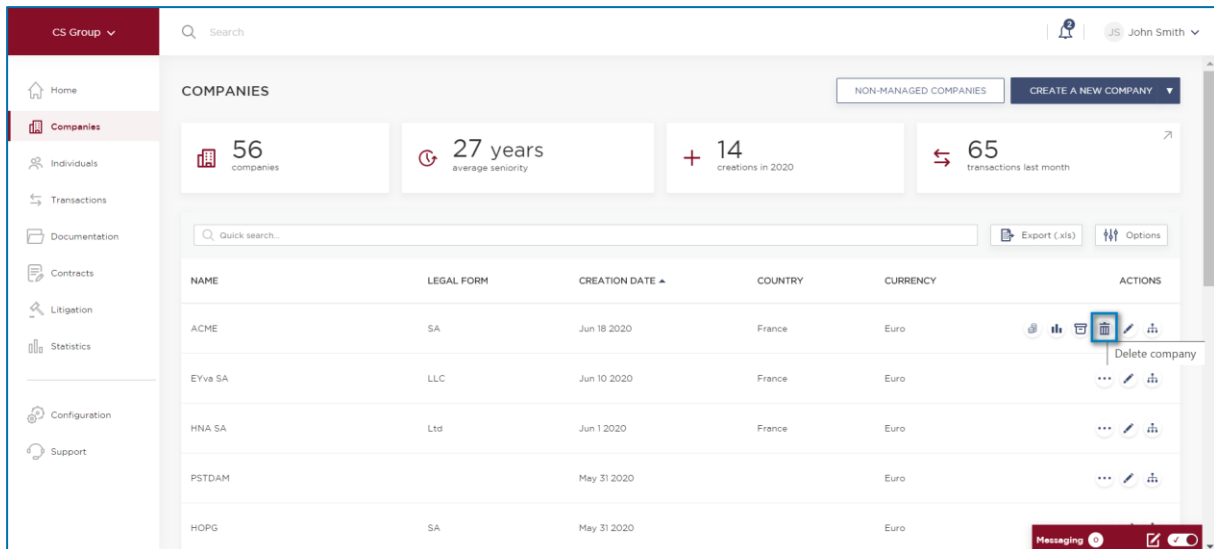 CS Group
Search
2
JS John Smith
Home
Companies
Individuals
Transactions
Documentation
Contracts
Litigation
Statistics
Configuration
Support
COMPANIES
NON-MANAGED COMPANIES
CREATE A NEW COMPANY
56
companies
27 years
average seniority
14
creations in 2020
65
transactions last month
Quick search...
Export (.xls)
Options
NAME LEGAL FORM CREATION DATE COUNTRY CURRENCY ACTIONS
ACME SA Jun 18 2020 France Euro
Delete company
EYva SA LLC Jun 10 2020 France Euro
HNA SA Ltd Jun 1 2020 France Euro
PSTDAM May 31 2020 Euro
HOPG SA May 31 2020 Euro
Messaging 0